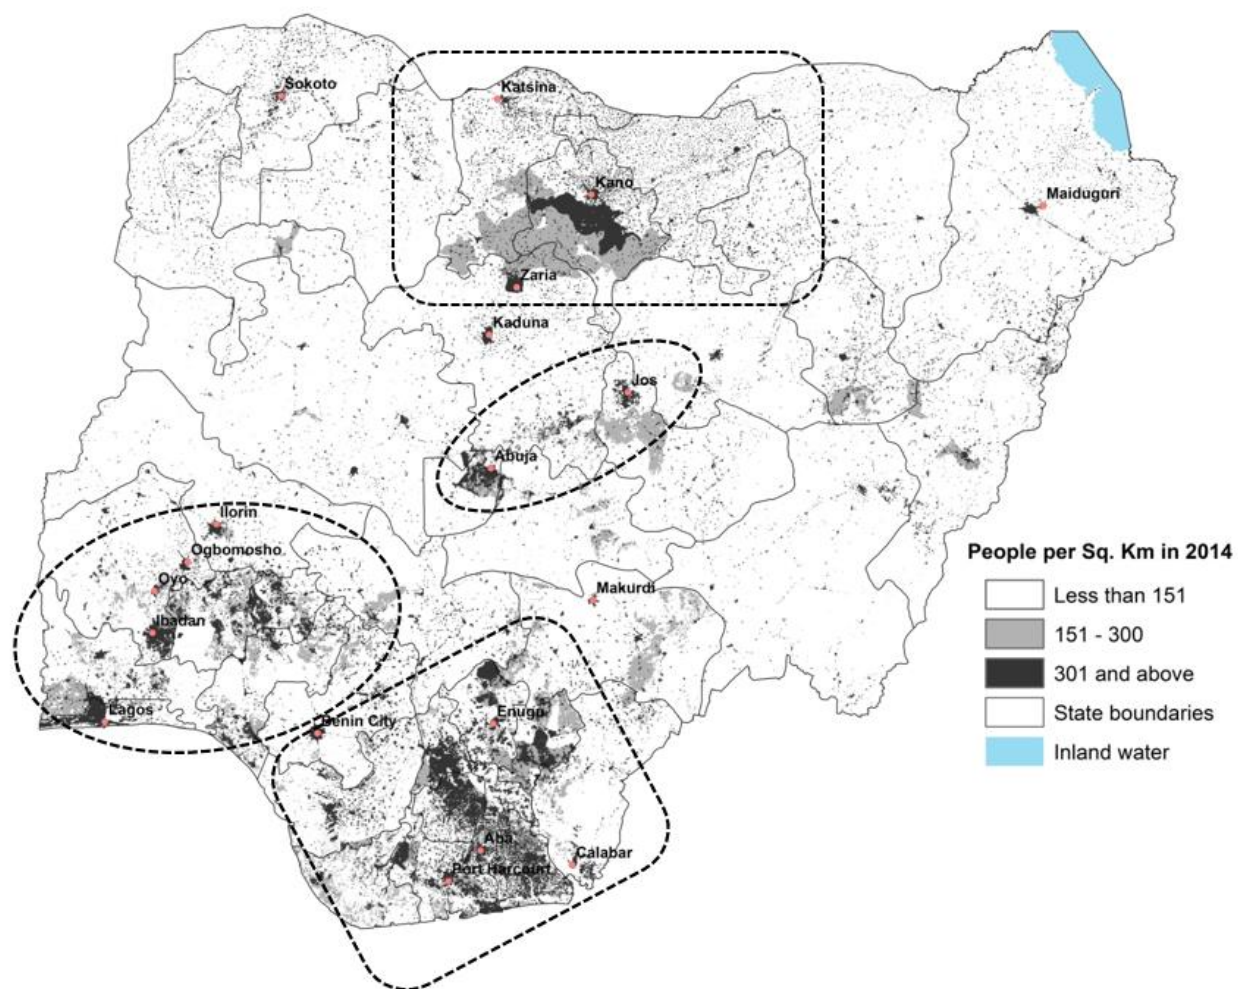 Sokoto
Katsina
Kano
Maiduguri
Zaria
Kaduna
Jos
Abuja
Ilorin
Ogbomosho
Oyo
Ibadan
Makurdi
Lagos
Benin City
Enugu
Aba
Calabar
Port Harcourt
People per Sq. Km in 2014
Less than 151
151 - 300
301 and above
State boundaries
Inland water